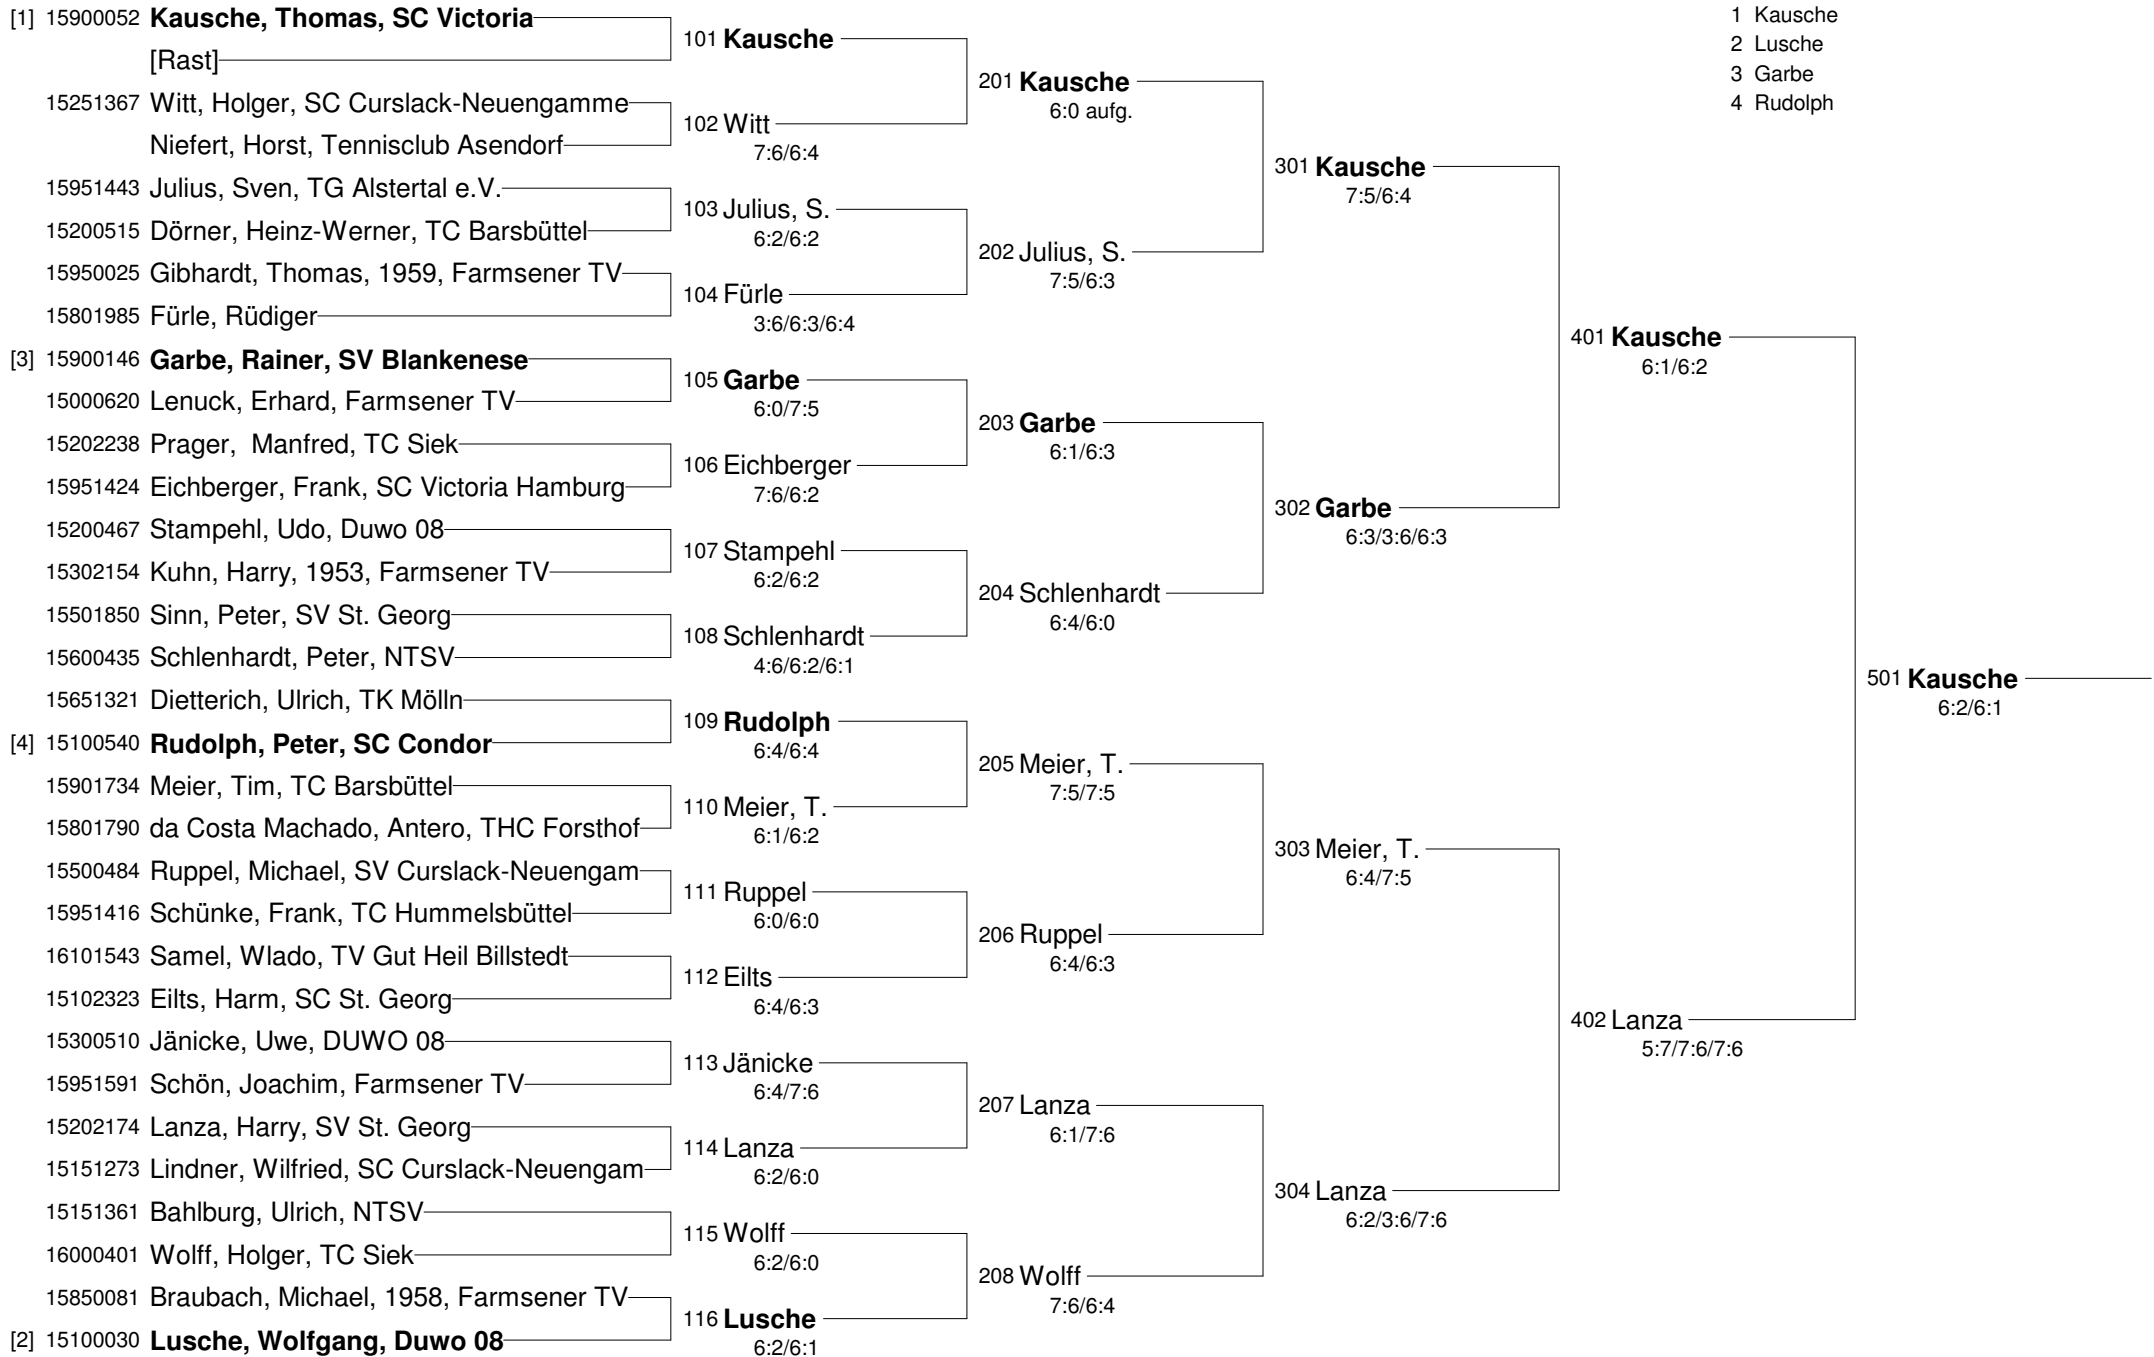 [1] 15900052 Kausche, Thomas, SC Victoria
[Rast]
15251367 Witt, Holger, SC Curslack-Neuengamme
Niefert, Horst, Tennisclub Asendorf
15951443 Julius, Sven, TG Alstertal e.V.
15200515 Dörner, Heinz-Werner, TC Barsbüttel
15950025 Gibhardt, Thomas, 1959, Farmsener TV
15801985 Fürle, Rüdiger
[3] 15900146 Garbe, Rainer, SV Blankenese
15000620 Lenuck, Erhard, Farmsener TV
15202238 Prager, Manfred, TC Siek
15951424 Eichberger, Frank, SC Victoria Hamburg
15200467 Stampehl, Udo, Duwo 08
15302154 Kuhn, Harry, 1953, Farmsener TV
15501850 Sinn, Peter, SV St. Georg
15600435 Schlenhardt, Peter, NTSV
15651321 Dietterich, Ulrich, TK Mölln
[4] 15100540 Rudolph, Peter, SC Condor
15901734 Meier, Tim, TC Barsbüttel
15801790 da Costa Machado, Antero, THC Forsthof
15500484 Ruppel, Michael, SV Curslack-Neuengam
15951416 Schünke, Frank, TC Hummelsbüttel
16101543 Samel, Wlado, TV Gut Heil Billstedt
15102323 Eilts, Harm, SC St. Georg
15300510 Jänicke, Uwe, DUWO 08
15951591 Schön, Joachim, Farmsener TV
15202174 Lanza, Harry, SV St. Georg
15151273 Lindner, Wilfried, SC Curslack-Neuengam
15151361 Bahlburg, Ulrich, NTSV
16000401 Wolff, Holger, TC Siek
15850081 Braubach, Michael, 1958, Farmsener TV
[2] 15100030 Lusche, Wolfgang, Duwo 08
101 Kausche
102 Witt
7:6/6:4
103 Julius, S.
6:2/6:2
104 Fürle
3:6/6:3/6:4
105 Garbe
6:0/7:5
106 Eichberger
7:6/6:2
107 Stampehl
6:2/6:2
108 Schlenhardt
4:6/6:2/6:1
109 Rudolph
6:4/6:4
110 Meier, T.
6:1/6:2
111 Ruppel
6:0/6:0
112 Eilts
6:4/6:3
113 Jänicke
6:4/7:6
114 Lanza
6:2/6:0
115 Wolff
6:2/6:0
116 Lusche
6:2/6:1
201 Kausche
6:0 aufg.
202 Julius, S.
7:5/6:3
203 Garbe
6:1/6:3
204 Schlenhardt
6:4/6:0
205 Meier, T.
7:5/7:5
206 Ruppel
6:4/6:3
207 Lanza
6:1/7:6
208 Wolff
7:6/6:4
301 Kausche
7:5/6:4
302 Garbe
6:3/3:6/6:3
303 Meier, T.
6:4/7:5
304 Lanza
6:2/3:6/7:6
401 Kausche
6:1/6:2
402 Lanza
5:7/7:6/7:6
501 Kausche
6:2/6:1
1 Kausche
2 Lusche
3 Garbe
4 Rudolph